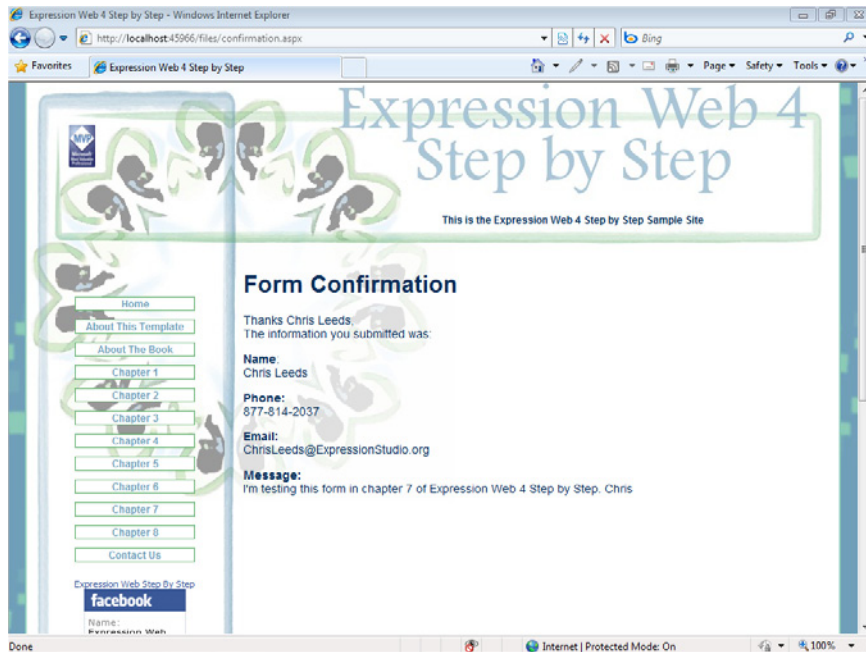 Expression Web 4 Step by Step - Windows Internet Explorer
http://localhost:45966/files/confirmation.aspx
Bing
Favorites
Expression Web 4 Step by Step
Page
Safety
Tools
MVP
Expression Web 4
Step by Step
This is the Expression Web 4 Step by Step Sample Site
Home
About This Template
About The Book
Chapter 1
Chapter 2
Chapter 3
Chapter 4
Chapter 5
Chapter 6
Chapter 7
Chapter 8
Contact Us
Expression Web Step By Step
facebook
Name:
Expression Web
Form Confirmation
Thanks Chris Leeds,
The information you submitted was:
Name:
Chris Leeds
Phone:
877-814-2037
Email:
ChrisLeeds@ExpressionStudio.org
Message:
I'm testing this form in chapter 7 of Expression Web 4 Step by Step. Chris
Done
Internet | Protected Mode: On
100%